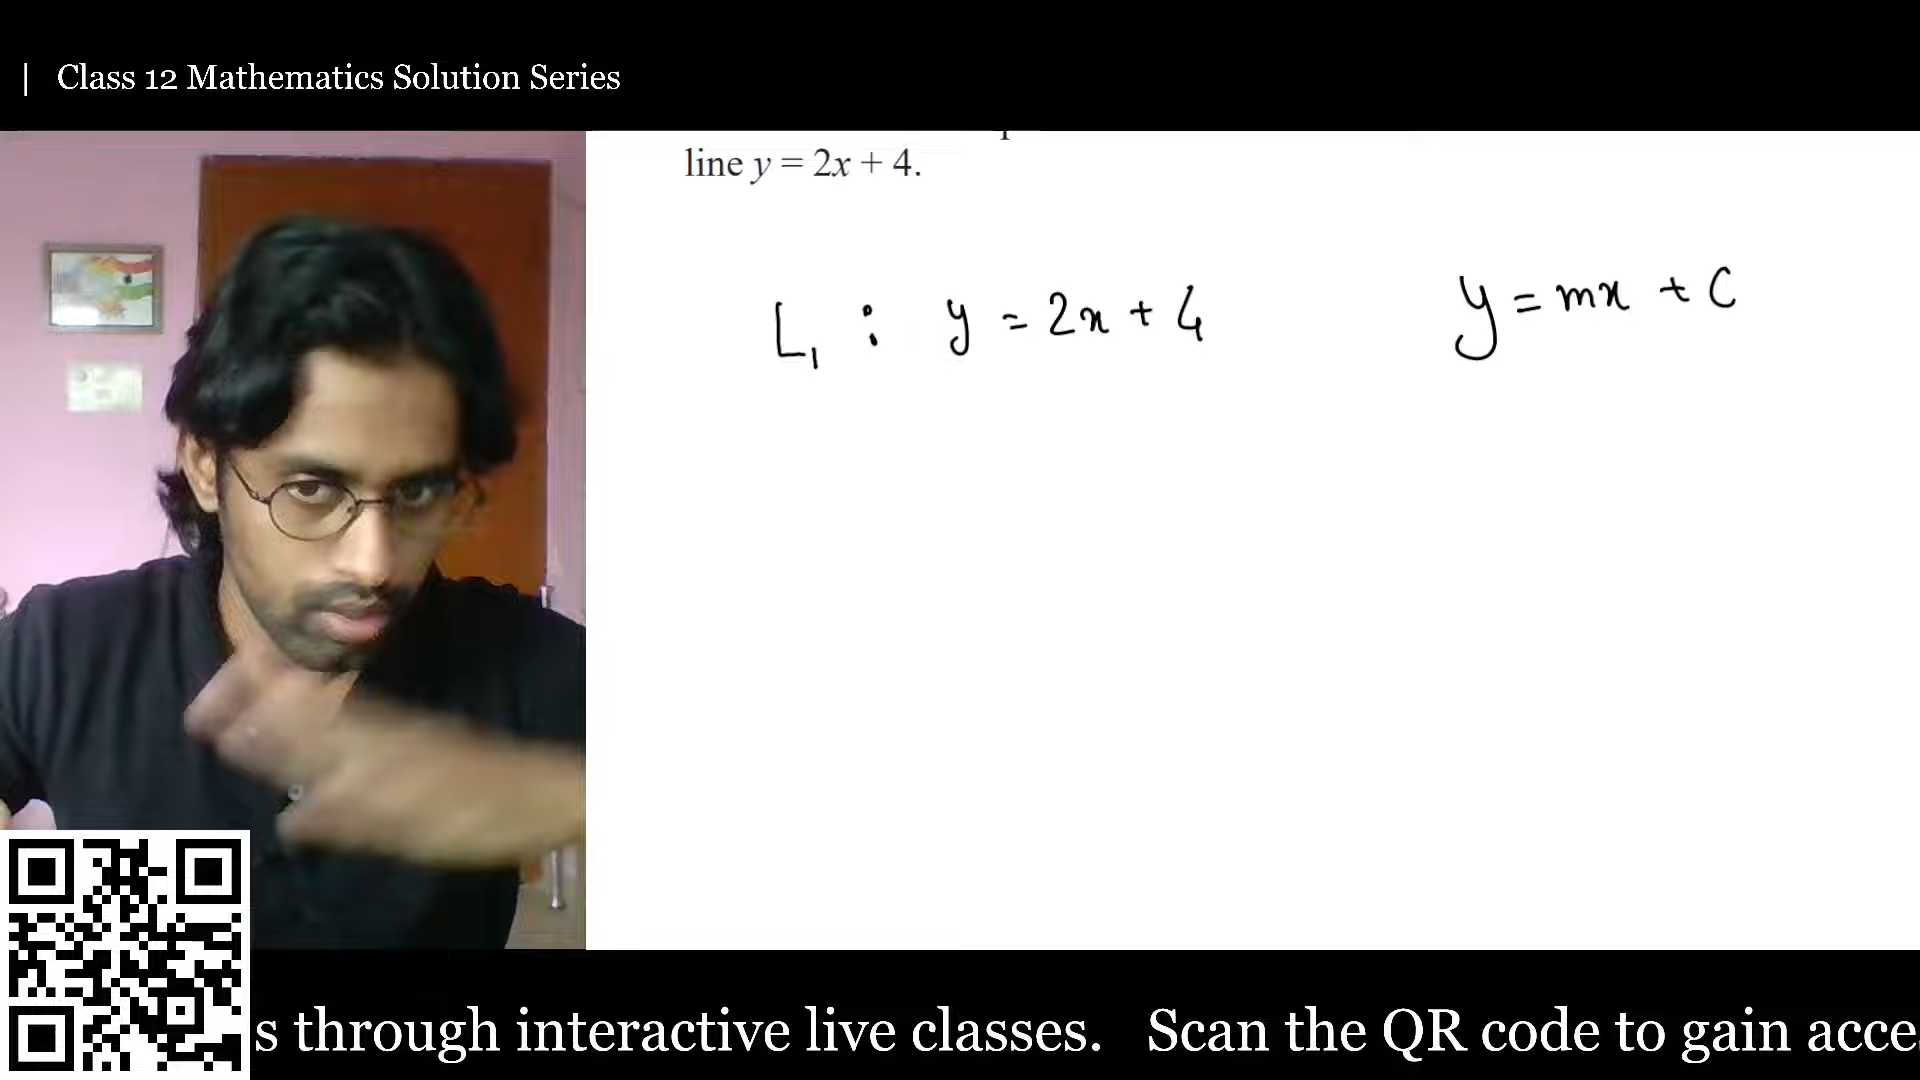 | Class 12 Mathematics Solution Series
line y = 2x + 4.
L₁ : y = 2x + 4
y = mx + C
s through interactive live classes. Scan the QR code to gain acce